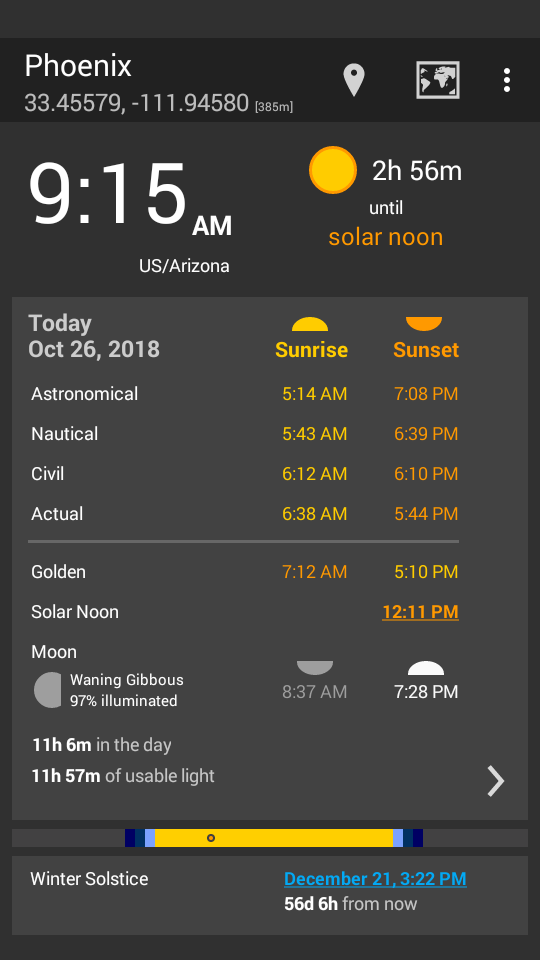 Phoenix
33.45579, -111.94580 [385m]
9:15 AM
2h 56m
until
solar noon
US/Arizona
Today
Oct 26, 2018
Sunrise Sunset
Astronomical 5:14 AM 7:08 PM
Nautical 5:43 AM 6:39 PM
Civil 6:12 AM 6:10 PM
Actual 6:38 AM 5:44 PM
Golden 7:12 AM 5:10 PM
Solar Noon 12:11 PM
Moon
Waning Gibbous
97% illuminated
8:37 AM 7:28 PM
11h 6m in the day
11h 57m of usable light
Winter Solstice December 21, 3:22 PM
56d 6h from now